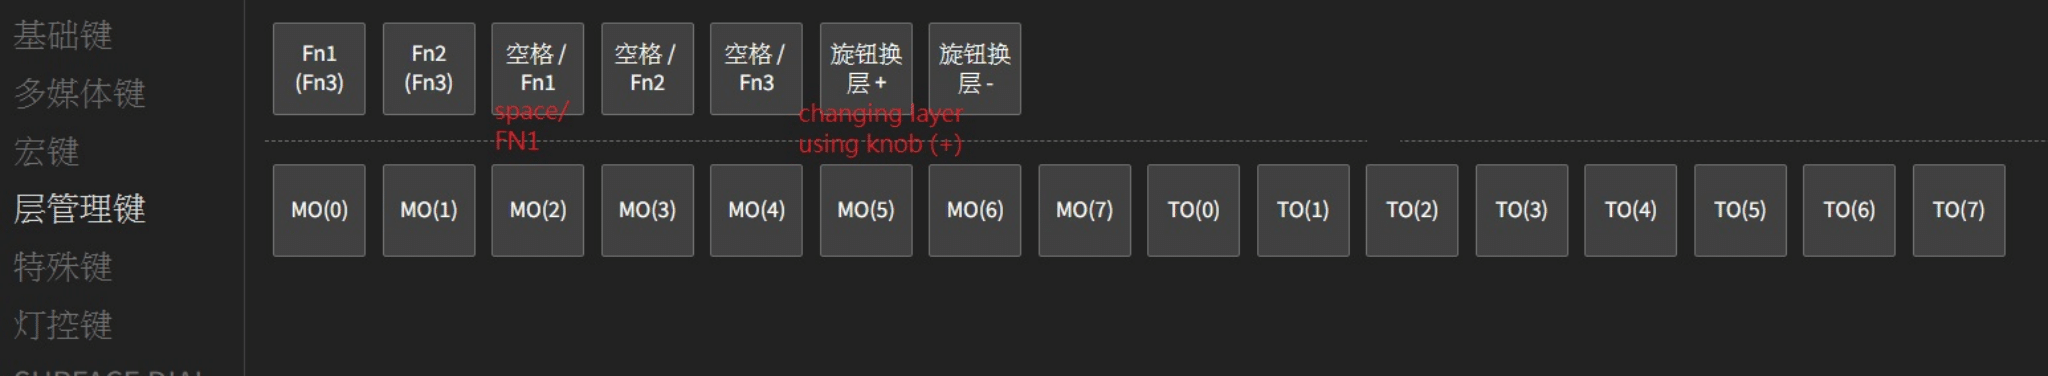 基础键
多媒体键
宏键
层管理键
特殊键
灯控键
Fn1
(Fn3)
Fn2
(Fn3)
空格 /
Fn1
空格 /
Fn2
空格 /
Fn3
旋钮换
层 +
旋钮换
层 -
space/
FN1
changing layer
using knob (+)
MO(0)
MO(1)
MO(2)
MO(3)
MO(4)
MO(5)
MO(6)
MO(7)
TO(0)
TO(1)
TO(2)
TO(3)
TO(4)
TO(5)
TO(6)
TO(7)